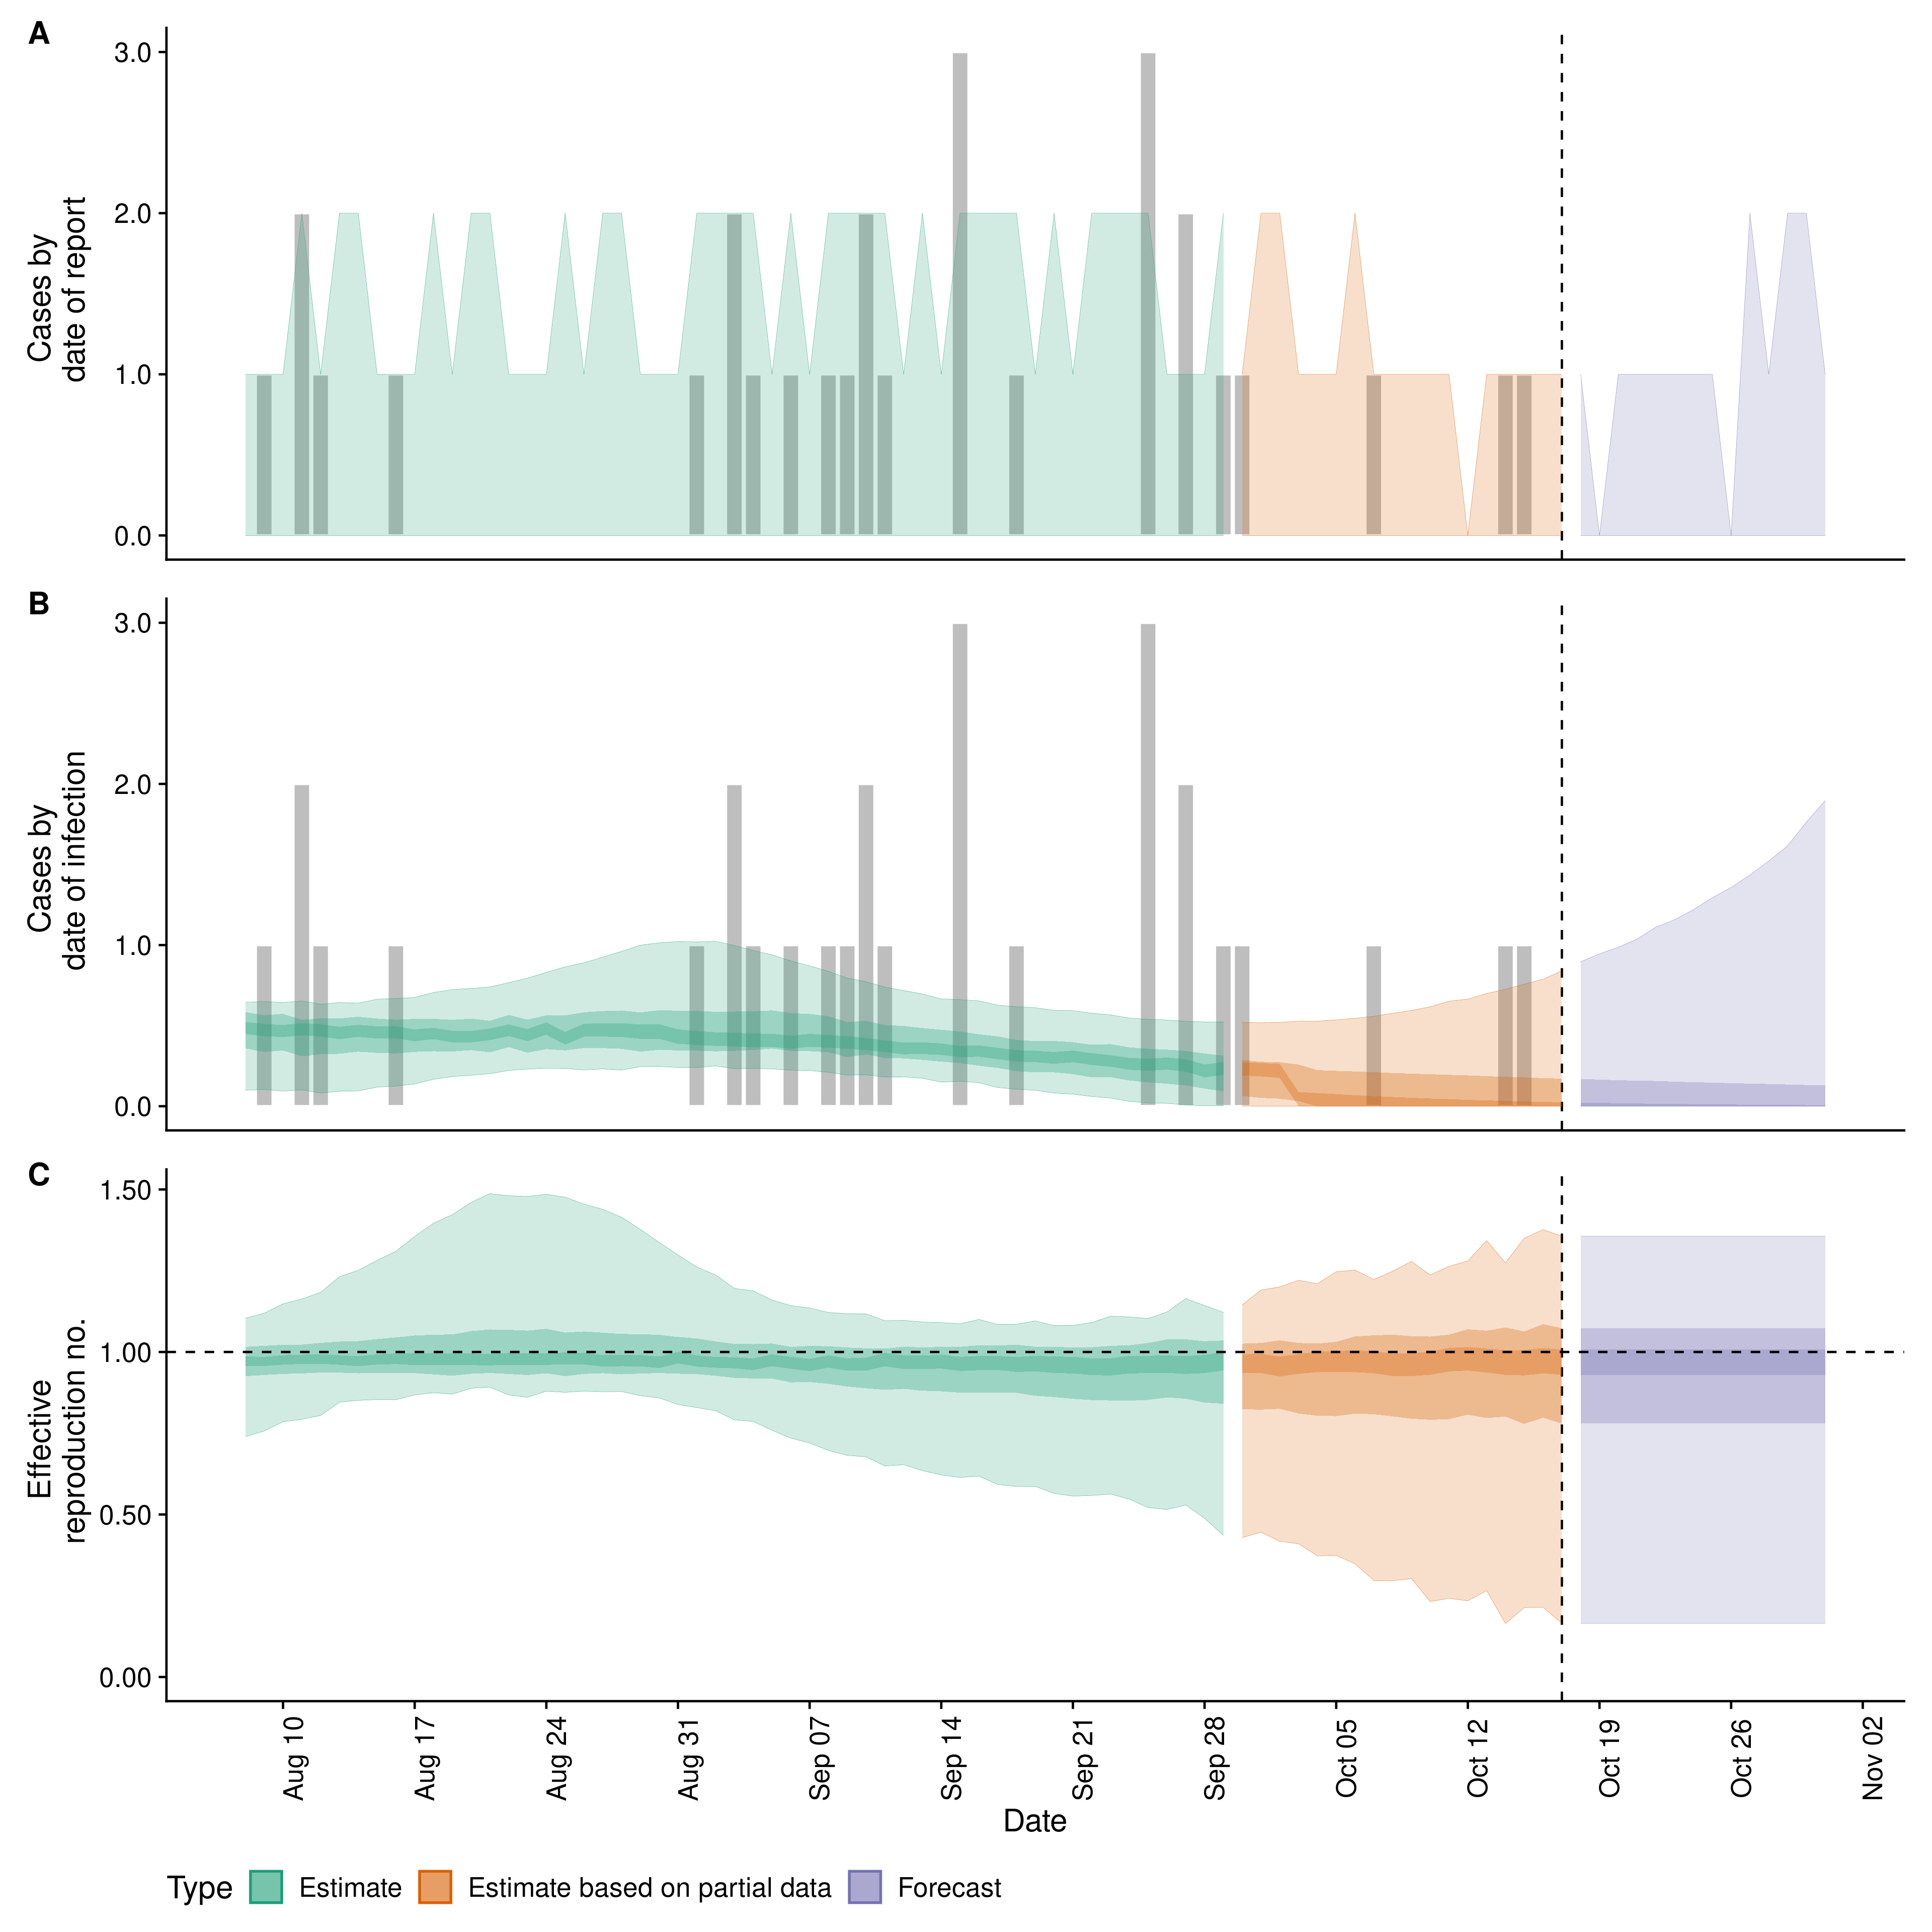 A
Cases by
date of report
3.0
2.0
1.0
0.0
B
Cases by
date of infection
3.0
2.0
1.0
0.0
C
Effective
reproduction no.
1.50
1.00
0.50
0.00
Aug 10
Aug 17
Aug 24
Aug 31
Sep 07
Sep 14
Sep 21
Sep 28
Oct 05
Oct 12
Oct 19
Oct 26
Nov 02
Date
Type Estimate Estimate based on partial data Forecast